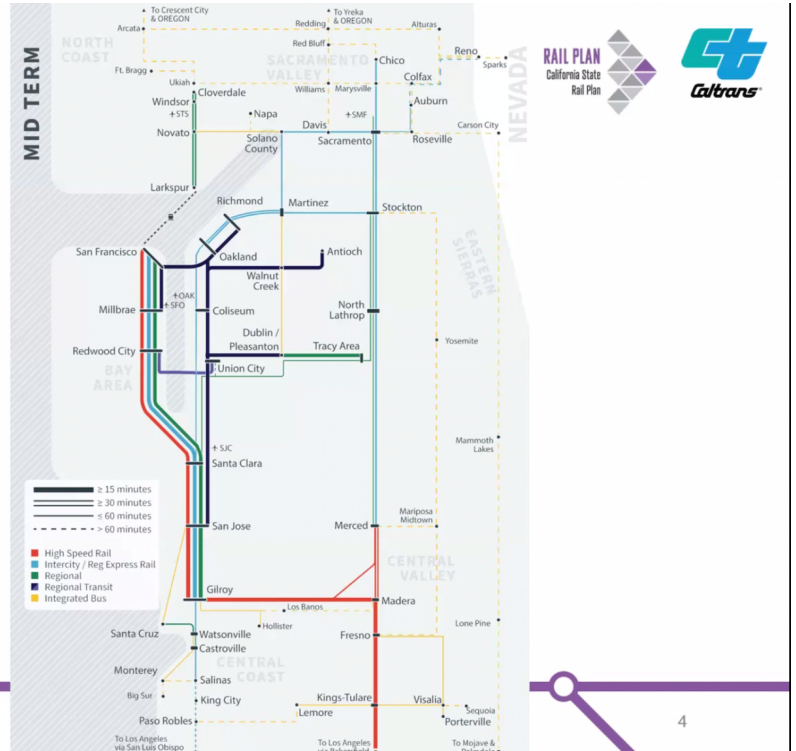 MID TERM
To Crescent City
& OREGON
To Yreka
& OREGON
Arcata
Redding
Alturas
NORTH
COAST
Red Bluff
Reno
SACRAMENTO
VALLEY
Chico
Sparks
Ft. Bragg
Colfax
NEVADA
Ukiah
Williams
Marysville
Cloverdale
Windsor
Auburn
+STS
Napa
+SMF
Novato
Davis
Carson City
Solano
County
Sacramento
Roseville
Larkspur
Richmond
Martinez
Stockton
San Francisco
Oakland
Antioch
EASTERN
SIERRAS
Walnut
Creek
+OAK
+SFO
Millbrae
Coliseum
North
Lathrop
Dublin /
Pleasanton
Tracy Area
Redwood City
Yosemite
BAY
AREA
Union City
+ SJC
Mammoth
Lakes
Santa Clara
≥ 15 minutes
≥ 30 minutes
≤ 60 minutes
> 60 minutes
Mariposa
Midtown
San Jose
Merced
High Speed Rail
Intercity / Reg Express Rail
Regional
Regional Transit
Integrated Bus
CENTRAL
VALLEY
Gilroy
Los Banos
Madera
Hollister
Lone Pine
Santa Cruz
Watsonville
Fresno
Castroville
CENTRAL
COAST
Monterey
Salinas
Big Sur
King City
Kings-Tulare
Visalia
Lemore
Sequoia
Paso Robles
Porterville
To Los Angeles
via San Luis Obispo
To Los Angeles
via Bakersfield
To Mojave &
Palmdale
RAIL PLAN
California State
Rail Plan
ct
Caltrans
4